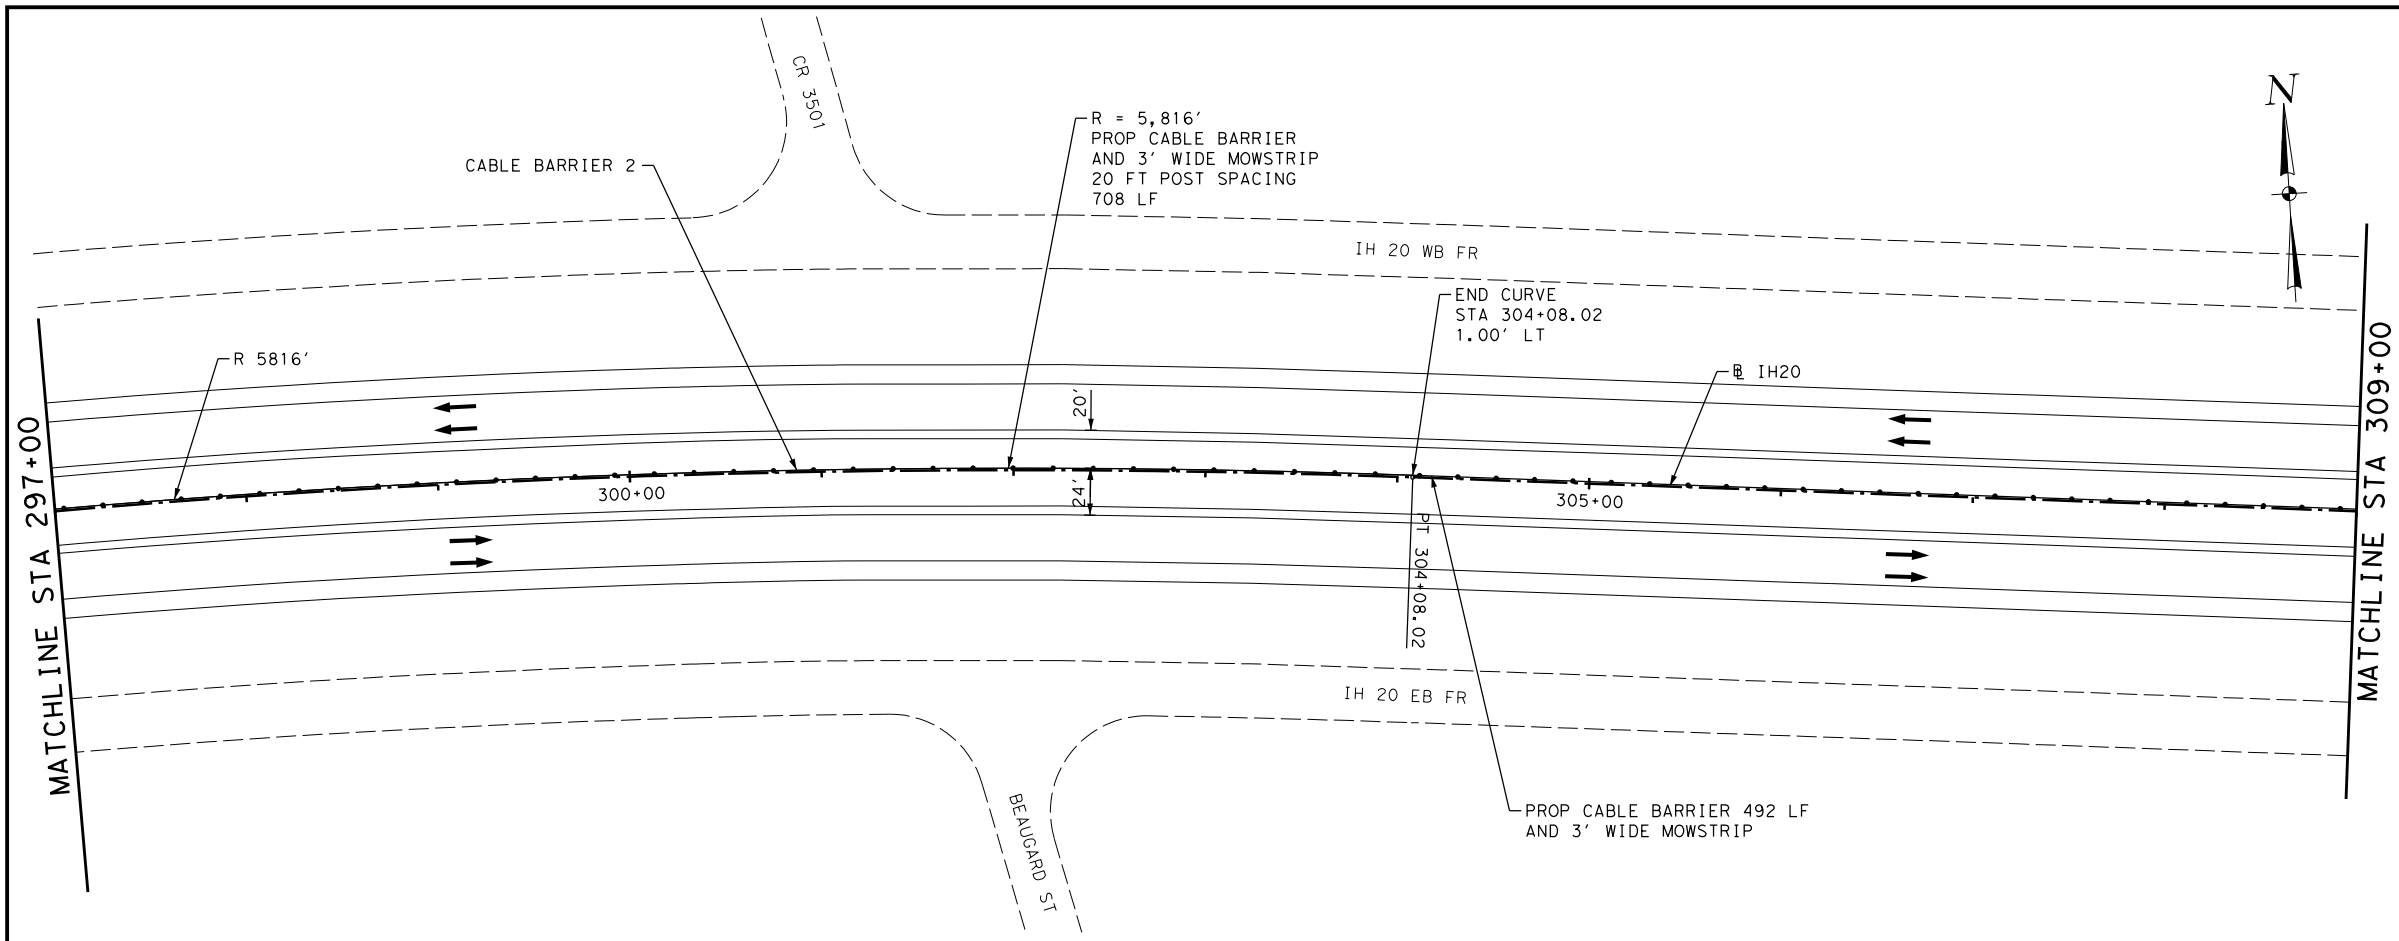 CR 3501
N
R = 5,816'
PROP CABLE BARRIER
AND 3' WIDE MOWSTRIP
20 FT POST SPACING
708 LF
CABLE BARRIER 2
IH 20 WB FR
END CURVE
STA 304+08.02
1.00' LT
R 5816'
℄ IH20
20'
24'
300+00
305+00
PT 304+08.02
MATCHLINE STA 297+00
MATCHLINE STA 309+00
IH 20 EB FR
BEAUGARD ST
PROP CABLE BARRIER 492 LF
AND 3' WIDE MOWSTRIP